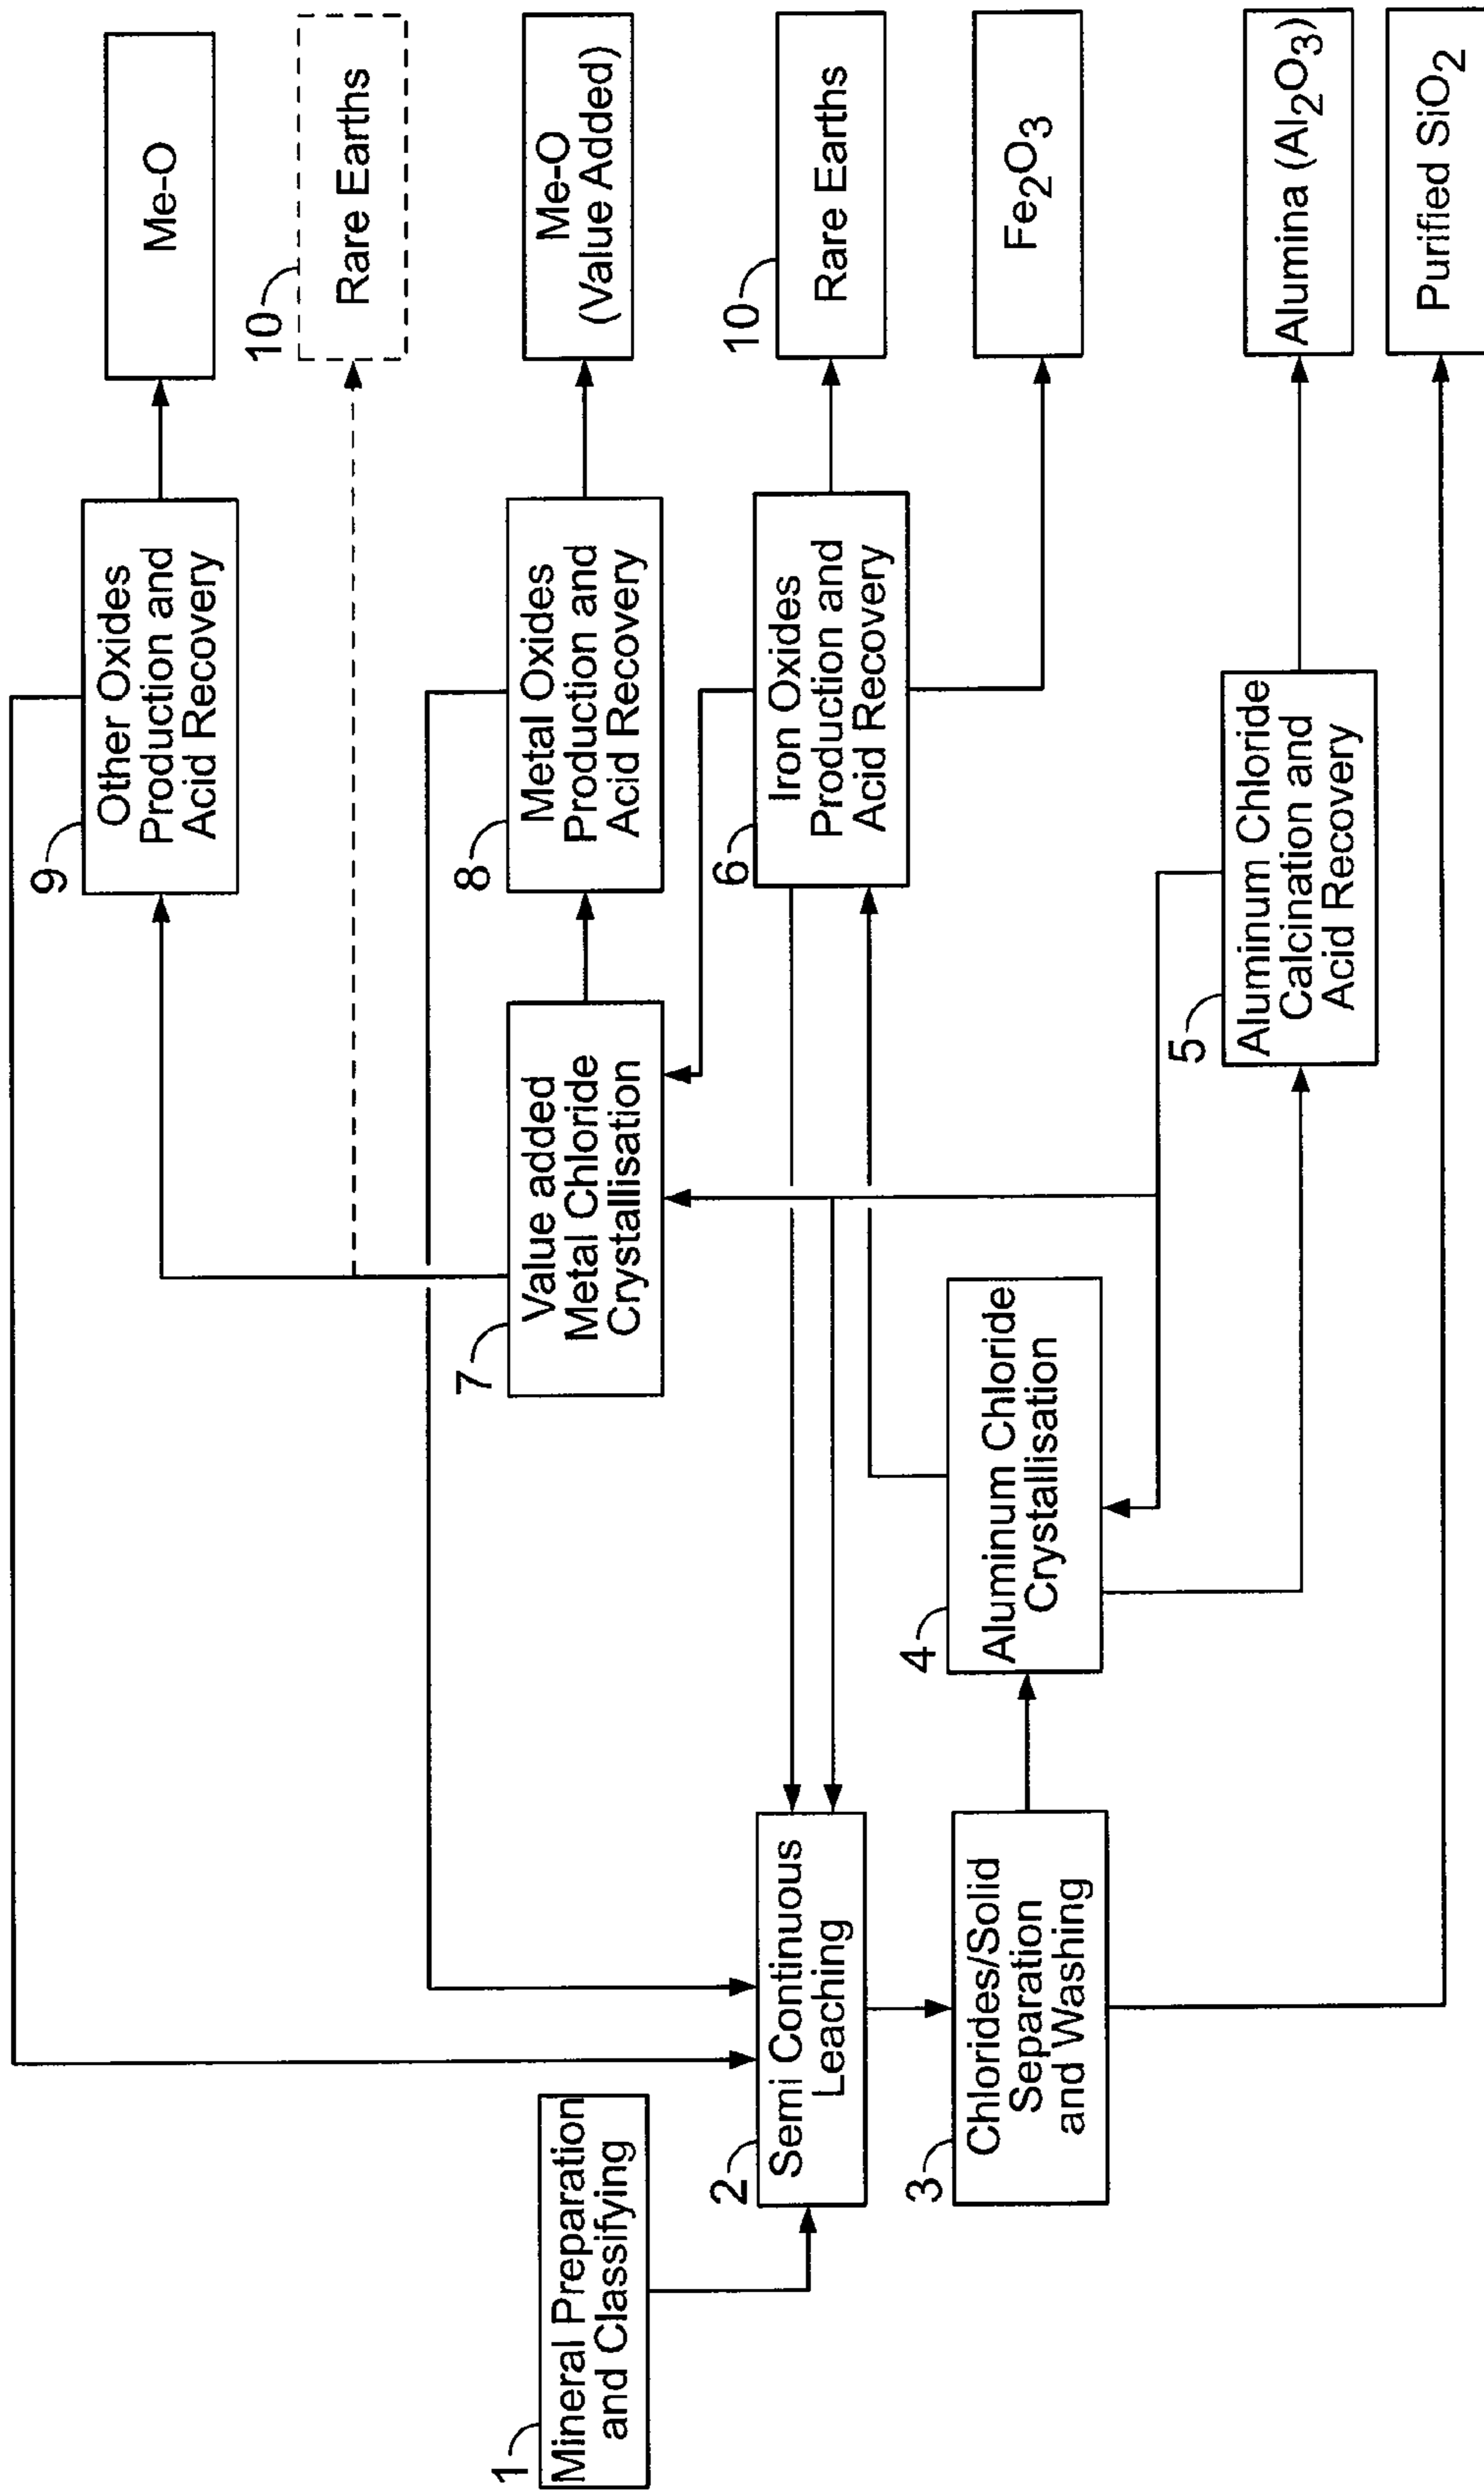 1
Mineral Preparation
and Classifying
2
Semi Continuous
Leaching
3
Chlorides/Solid
Separation
and Washing
4
Aluminum Chloride
Crystallisation
5
Aluminum Chloride
Calcination and
Acid Recovery
6
Iron Oxides
Production and
Acid Recovery
7
Value added
Metal Chloride
Crystallisation
8
Metal Oxides
Production and
Acid Recovery
9
Other Oxides
Production and
Acid Recovery
Me-O
10
Rare Earths
Me-O
(Value Added)
10
Rare Earths
Fe2O3
Alumina (Al2O3)
Purified SiO2